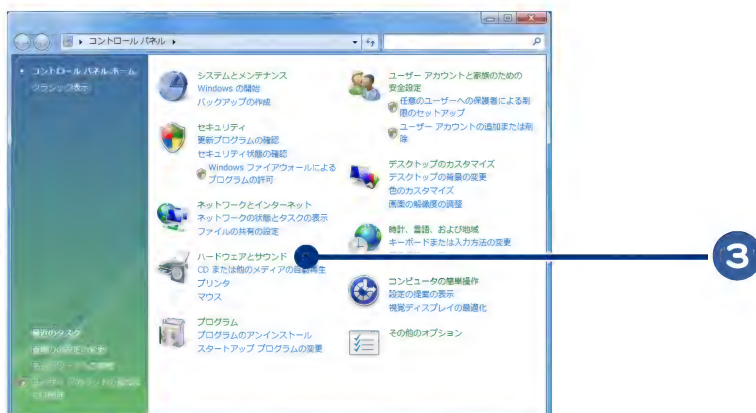 コントロール パネル
コントロール パネル ホーム
クラシック表示
システムとメンテナンス
Windows の開始
バックアップの作成
セキュリティ
更新プログラムの確認
セキュリティ状態の確認
Windows ファイアウォールによる
プログラムの許可
ネットワークとインターネット
ネットワークの状態とタスクの表示
ファイルの共有の設定
ハードウェアとサウンド
CD または他のメディアの自動再生
プリンタ
マウス
プログラム
プログラムのアンインストール
スタートアップ プログラムの変更
ユーザー アカウントと家族のための
安全設定
任意のユーザーへの保護者による制
限のセットアップ
ユーザー アカウントの追加または削
除
デスクトップのカスタマイズ
デスクトップの背景の変更
色のカスタマイズ
画面の解像度の調整
時計、言語、および地域
キーボードまたは入力方法の変更
コンピュータの簡単操作
設定の提案の表示
視覚ディスプレイの最適化
その他のオプション
最近のタスク
3